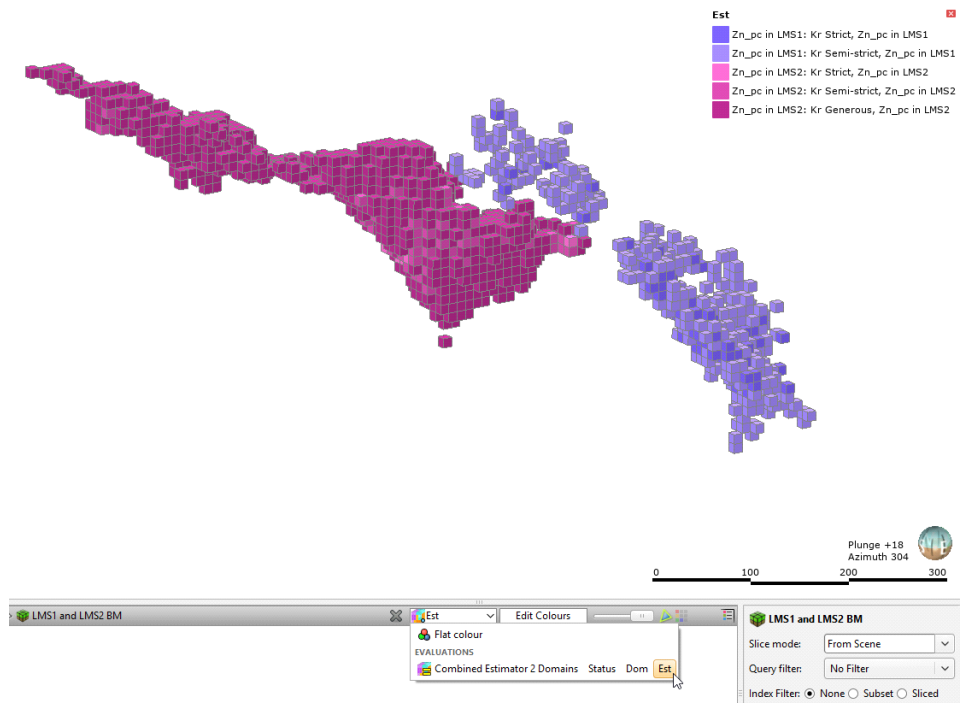 Est
Zn_pc in LMS1: Kr Strict, Zn_pc in LMS1
Zn_pc in LMS1: Kr Semi-strict, Zn_pc in LMS1
Zn_pc in LMS2: Kr Strict, Zn_pc in LMS2
Zn_pc in LMS2: Kr Semi-strict, Zn_pc in LMS2
Zn_pc in LMS2: Kr Generous, Zn_pc in LMS2
Plunge +18
Azimuth 304
0 100 200 300
LMS1 and LMS2 BM
Est
Edit Colours
Flat colour
EVALUATIONS
Combined Estimator 2 Domains Status Dom Est
LMS1 and LMS2 BM
Slice mode: From Scene
Query filter: No Filter
Index Filter: None Subset Sliced